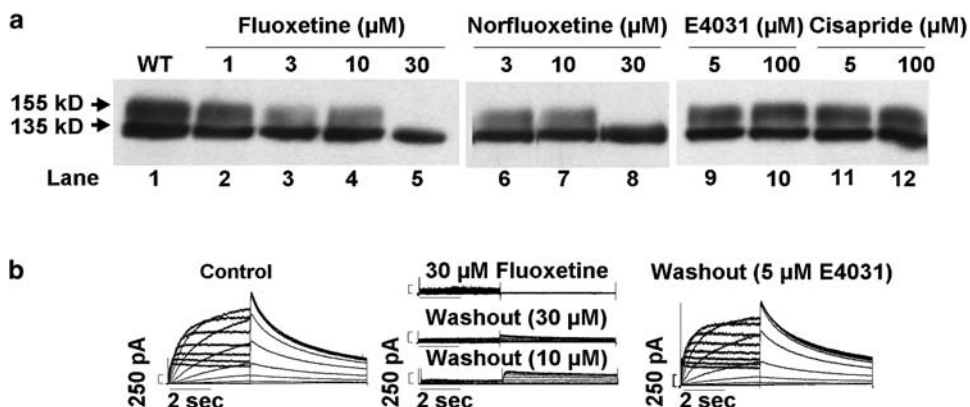 a
Fluoxetine (µM) Norfluoxetine (µM) E4031 (µM) Cisapride (µM)
WT 1 3 10 30 3 10 30 5 100 5 100
155 kD
135 kD
Lane 1 2 3 4 5 6 7 8 9 10 11 12
b
Control 30 µM Fluoxetine Washout (5 µM E4031)
Washout (30 µM)
Washout (10 µM)
250 pA 250 pA 250 pA
2 sec 2 sec 2 sec